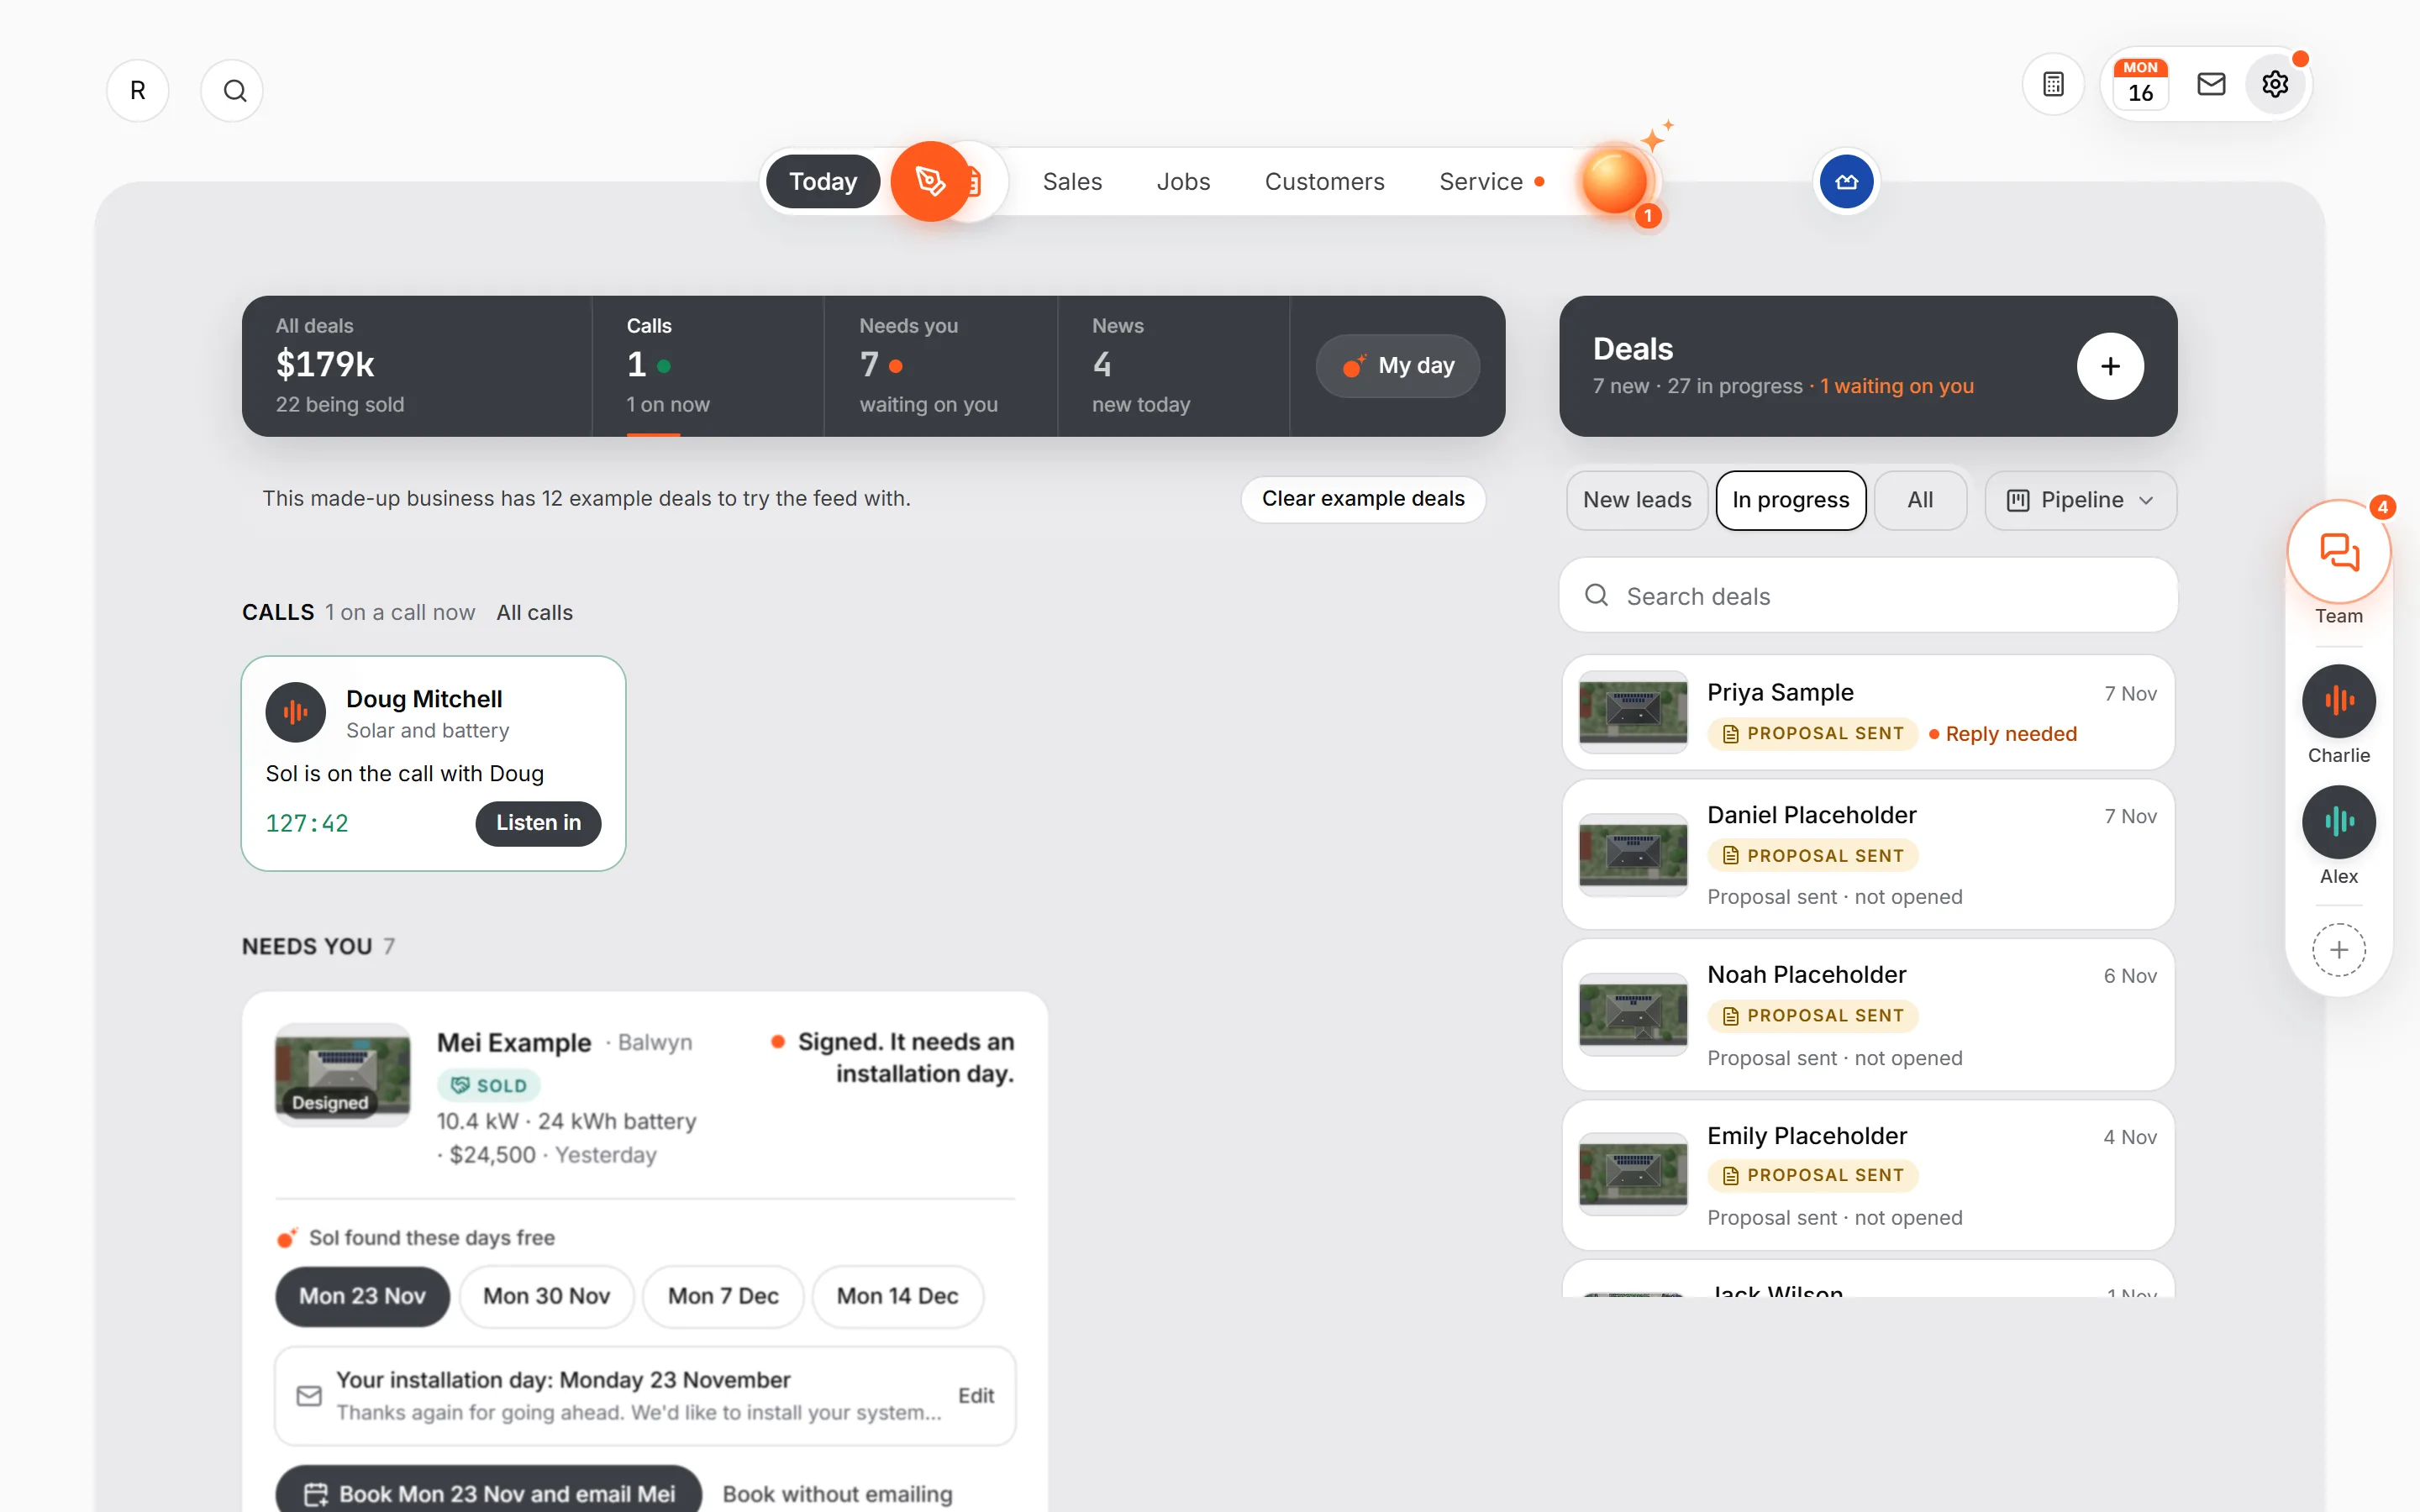 R
MON
16
Today
Sales
Jobs
Customers
Service
1
All deals
$179k
22 being sold
Calls
1
1 on now
Needs you
7
waiting on you
News
4
new today
My day
Deals
7 new · 27 in progress · 1 waiting on you
This made-up business has 12 example deals to try the feed with.
Clear example deals
New leads
In progress
All
Pipeline
Search deals
CALLS 1 on a call now All calls
Doug Mitchell
Solar and battery
Sol is on the call with Doug
127:42
Listen in
NEEDS YOU 7
Mei Example · Balwyn
SOLD
10.4 kW · 24 kWh battery
· $24,500 · Yesterday
Designed
Signed. It needs an
installation day.
Sol found these days free
Mon 23 Nov
Mon 30 Nov
Mon 7 Dec
Mon 14 Dec
Your installation day: Monday 23 November
Thanks again for going ahead. We'd like to install your system...
Edit
Book Mon 23 Nov and email Mei
Book without emailing
Priya Sample
7 Nov
PROPOSAL SENT
Reply needed
Daniel Placeholder
7 Nov
PROPOSAL SENT
Proposal sent · not opened
Noah Placeholder
6 Nov
PROPOSAL SENT
Proposal sent · not opened
Emily Placeholder
4 Nov
PROPOSAL SENT
Proposal sent · not opened
Jack Wilson
1 Nov
4
Team
Charlie
Alex